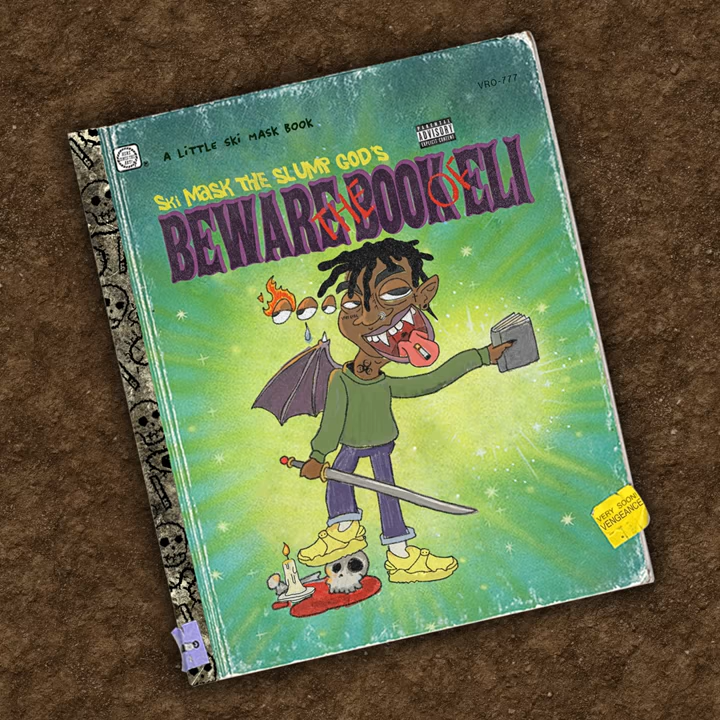 VRO-777
A LiTTLE SKi MASK BOOK
PARENTAL
ADVISORY
EXPLICIT CONTENT
Ski MASK THE SLUMP GOD'S
BEWARE THE BOOK OF ELI
VERY SOON!
VENGEANCE